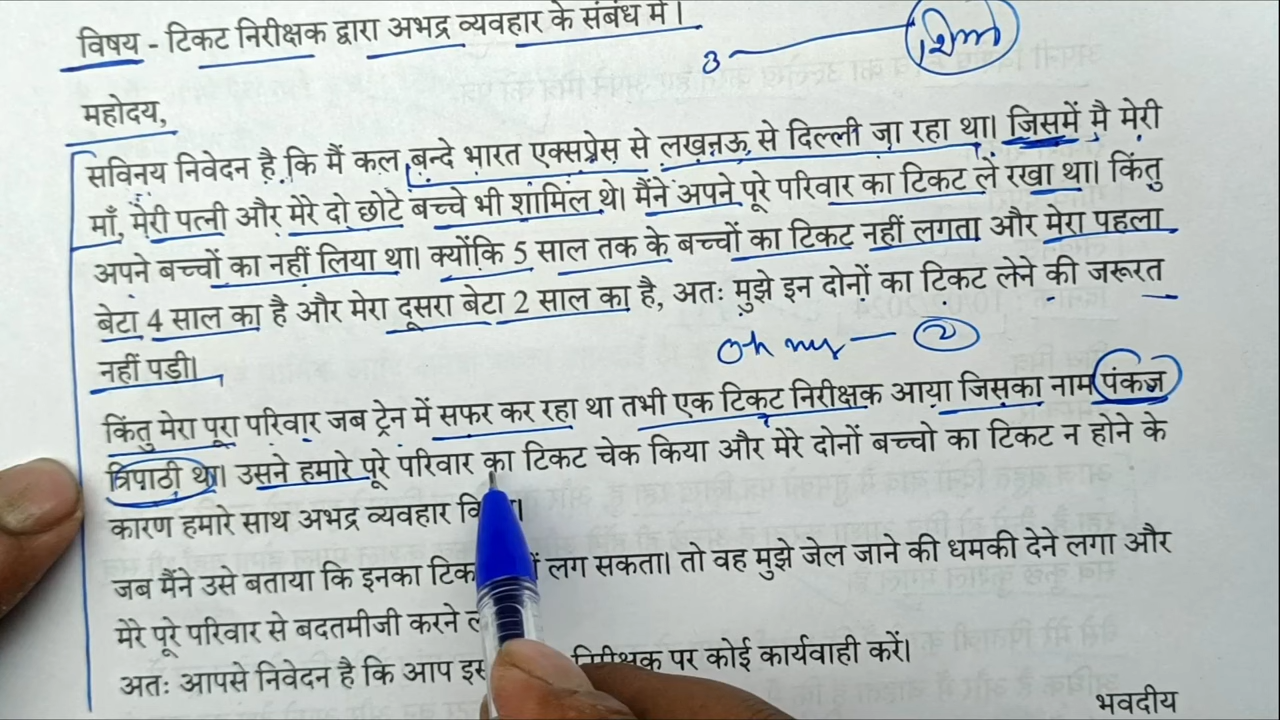 विषय - टिकट निरीक्षक द्वारा अभद्र व्यवहार के संबंध में।
महोदय,
सविनय निवेदन है कि मैं कल बन्दे भारत एक्सप्रेस से लखनऊ से दिल्ली जा रहा था। जिसमें मै मेरी
माँ, मेरी पत्नी और मेरे दो छोटे बच्चे भी शामिल थे। मैंने अपने पूरे परिवार का टिकट ले रखा था। किंतु
अपने बच्चों का नहीं लिया था। क्योंकि 5 साल तक के बच्चों का टिकट नहीं लगता और मेरा पहला
बेटा 4 साल का है और मेरा दूसरा बेटा 2 साल का है, अतः मुझे इन दोनों का टिकट लेने की जरूरत
नहीं पड़ी।
किंतु मेरा पूरा परिवार जब ट्रेन में सफर कर रहा था तभी एक टिकट निरीक्षक आया जिसका नाम पंकज
त्रिपाठी था। उसने हमारे पूरे परिवार का टिकट चेक किया और मेरे दोनों बच्चो का टिकट न होने के
कारण हमारे साथ अभद्र व्यवहार
जब मैंने उसे बताया कि इनका लग सकता। तो वह मुझे जेल जाने की धमकी देने लगा और
मेरे पूरे परिवार से बदतमीजी करने
अतः आपसे निवेदन है कि आप निरीक्षक पर कोई कार्यवाही करें।
भवदीय